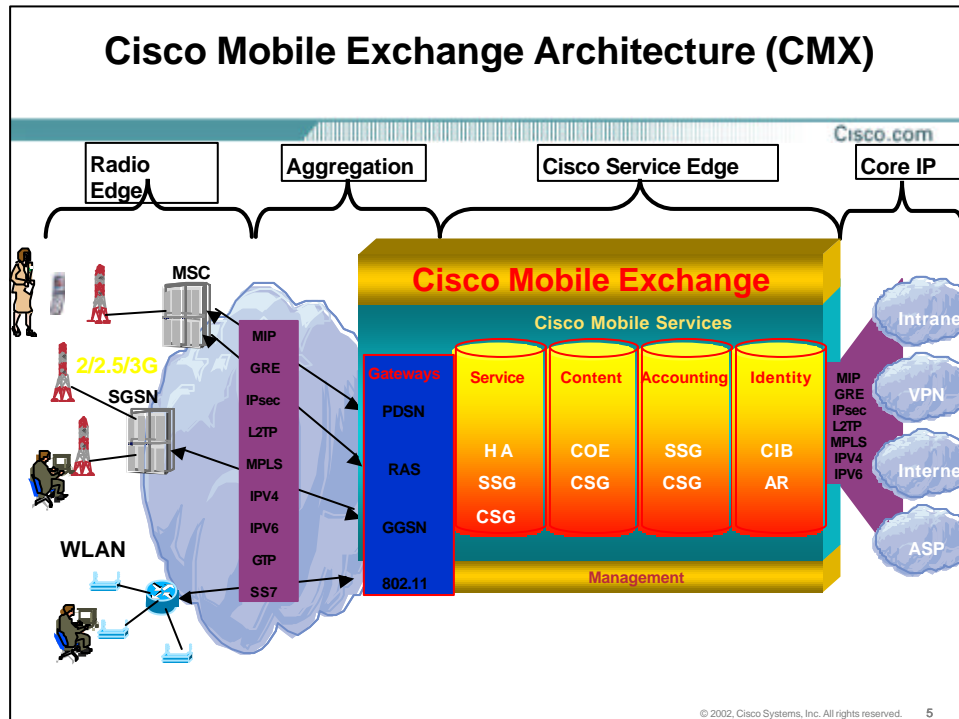 Cisco Mobile Exchange Architecture (CMX)
Cisco.com
Radio
Edge
Aggregation
Cisco Service Edge
Core IP
MSC
2/2.5/3G
SGSN
WLAN
MIP
GRE
IPsec
L2TP
MPLS
IPV4
IPV6
GTP
SS7
Cisco Mobile Exchange
Cisco Mobile Services
Gateways
PDSN
RAS
GGSN
802.11
Service
HA
SSG
CSG
Content
COE
CSG
Accounting
SSG
CSG
Identity
CIB
AR
Management
MIP
GRE
IPsec
L2TP
MPLS
IPV4
IPV6
Intrane
VPN
Interne
ASP
© 2002, Cisco Systems, Inc. All rights reserved. 5